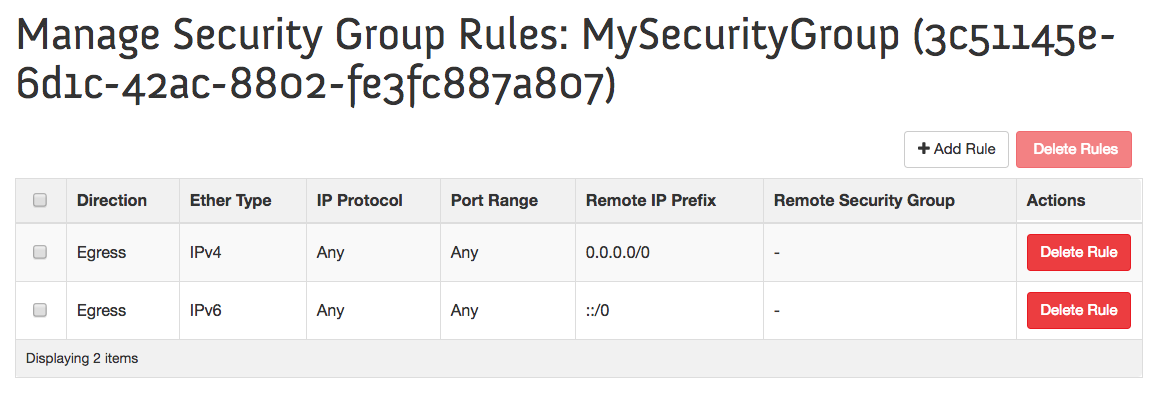 Manage Security Group Rules: MySecurityGroup (3c51145e-
6d1c-42ac-8802-fe3fc887a807)
+ Add Rule Delete Rules
Direction Ether Type IP Protocol Port Range Remote IP Prefix Remote Security Group Actions
Egress IPv4 Any Any 0.0.0.0/0 - Delete Rule
Egress IPv6 Any Any ::/0 - Delete Rule
Displaying 2 items